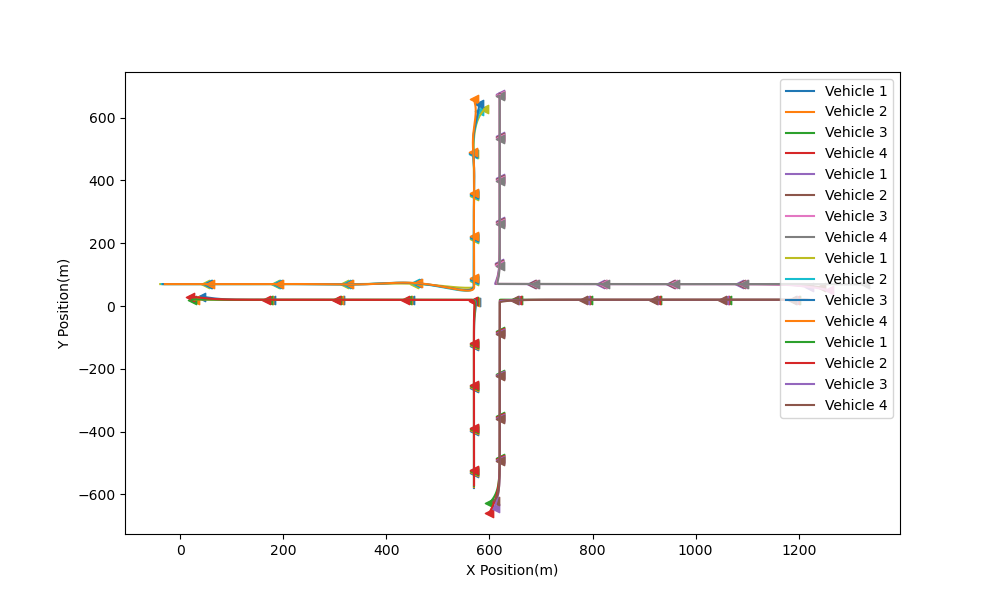 600
400
200
0
−200
−400
−600
Y Position(m)
0
200
400
600
800
1000
1200
X Position(m)
Vehicle 1
Vehicle 2
Vehicle 3
Vehicle 4
Vehicle 1
Vehicle 2
Vehicle 3
Vehicle 4
Vehicle 1
Vehicle 2
Vehicle 3
Vehicle 4
Vehicle 1
Vehicle 2
Vehicle 3
Vehicle 4